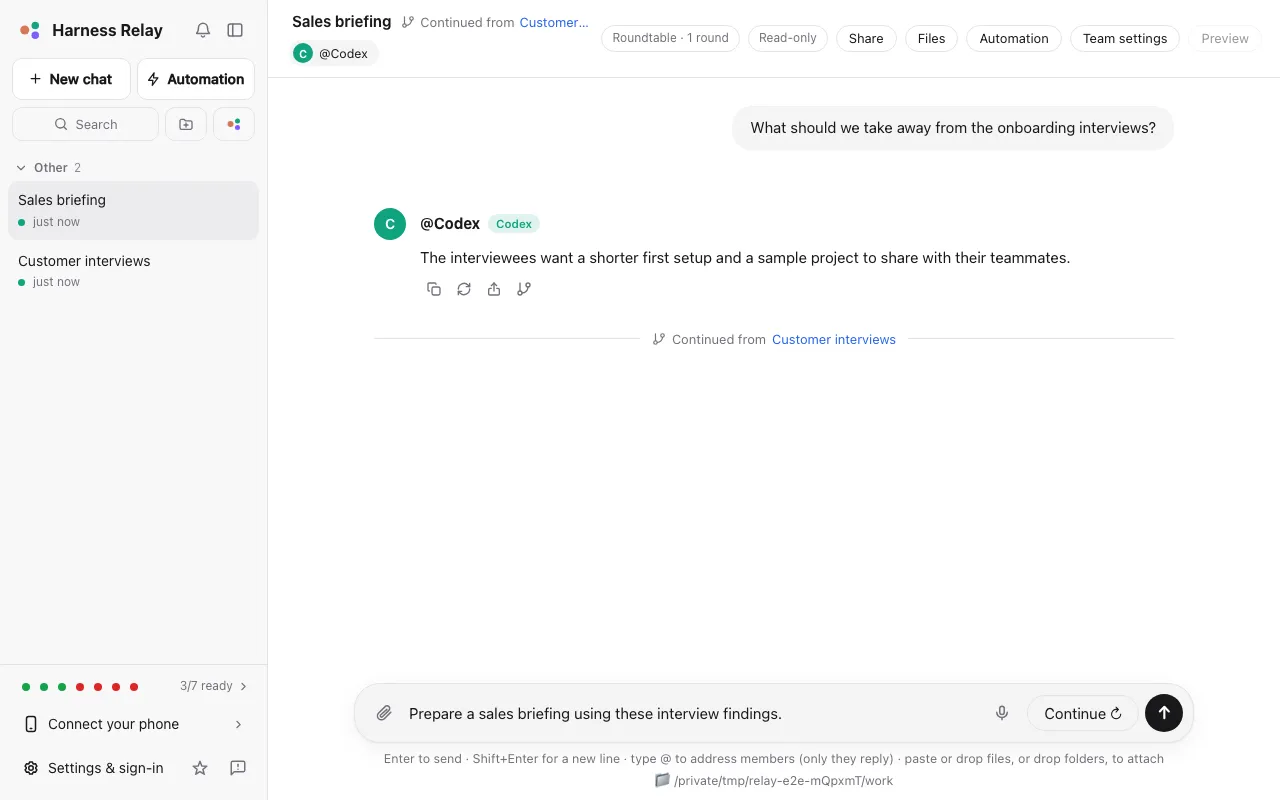 Harness Relay
+ New chat
Automation
Search
Other 2
Sales briefing
just now
Customer interviews
just now
3/7 ready
Connect your phone
Settings & sign-in
Sales briefing Continued from Customer...
C @Codex
Roundtable · 1 round
Read-only
Share
Files
Automation
Team settings
Preview
What should we take away from the onboarding interviews?
C @Codex Codex
The interviewees want a shorter first setup and a sample project to share with their teammates.
Continued from Customer interviews
Prepare a sales briefing using these interview findings.
Continue
Enter to send · Shift+Enter for a new line · type @ to address members (only they reply) · paste or drop files, or drop folders, to attach
/private/tmp/relay-e2e-mQpxmT/work